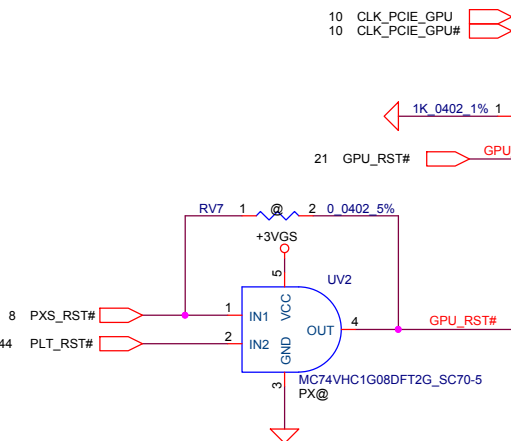 10 CLK_PCIE_GPU
10 CLK_PCIE_GPU#
1K_0402_1% 1
21 GPU_RST# GPU
RV7 1 @ 2 0_0402_5%
+3VGS
5
UV2
8 PXS_RST# 1 IN1 VCC
OUT 4 GPU_RST#
44 PLT_RST# 2 IN2 GND
3
MC74VHC1G08DFT2G_SC70-5
PX@